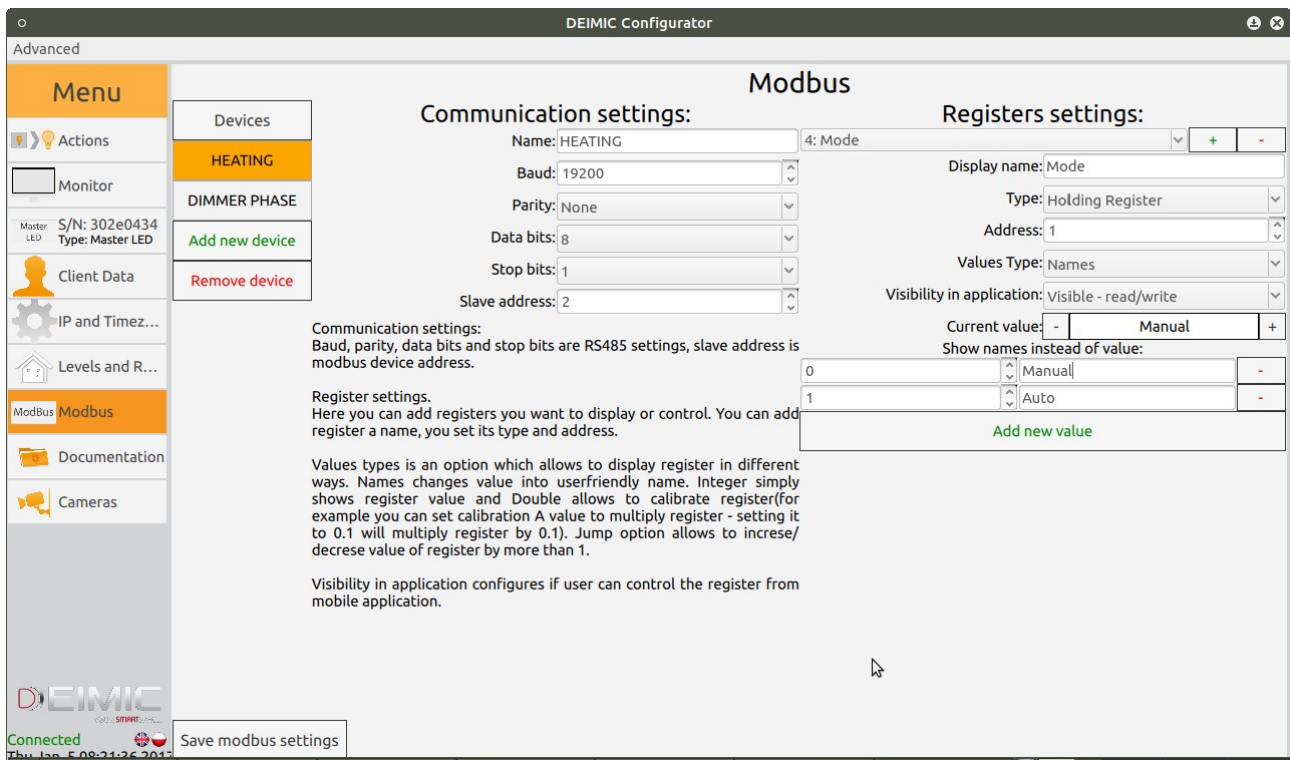 DEIMIC Configurator
Advanced
Menu
Actions
Monitor
Master LED
S/N: 302e0434
Type: Master LED
Client Data
IP and Timez...
Levels and R...
ModBus Modbus
Documentation
Cameras
DEIMIC
SMART
Connected
Thu Jan 5 08:21:36 2017
Modbus
Devices
HEATING
DIMMER PHASE
Add new device
Remove device
Communication settings:
Name: HEATING
Baud: 19200
Parity: None
Data bits: 8
Stop bits: 1
Slave address: 2
Communication settings:
Baud, parity, data bits and stop bits are RS485 settings, slave address is
modbus device address.
Register settings.
Here you can add registers you want to display or control. You can add
register a name, you set its type and address.
Values types is an option which allows to display register in different
ways. Names changes value into userfriendly name. Integer simply
shows register value and Double allows to calibrate register(for
example you can set calibration A value to multiply register - setting it
to 0.1 will multiply register by 0.1). Jump option allows to increse/
decrese value of register by more than 1.
Visibility in application configures if user can control the register from
mobile application.
Registers settings:
4: Mode + -
Display name: Mode
Type: Holding Register
Address: 1
Values Type: Names
Visibility in application: Visible - read/write
Current value: - Manual +
Show names instead of value:
0 Manual -
1 Auto -
Add new value
Save modbus settings